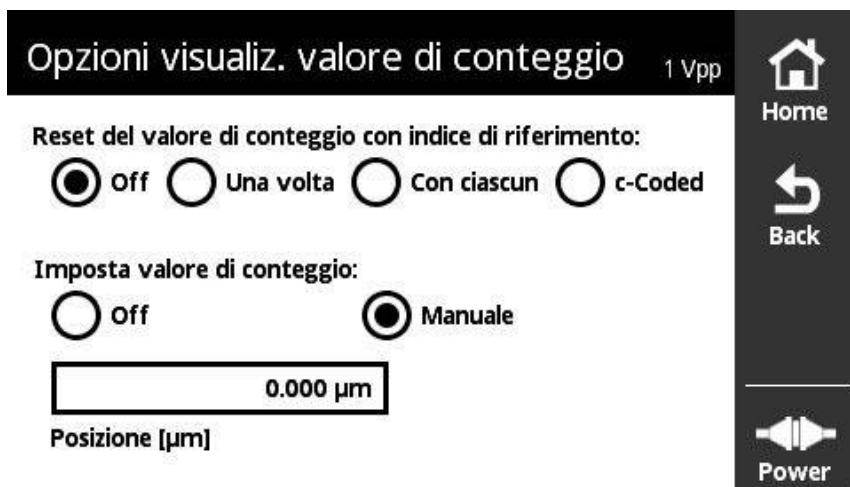 Opzioni visualiz. valore di conteggio 1 Vpp
Home
Reset del valore di conteggio con indice di riferimento:
Off Una volta Con ciascun c-Coded
Back
Imposta valore di conteggio:
Off Manuale
0.000 µm
Posizione [µm]
Power